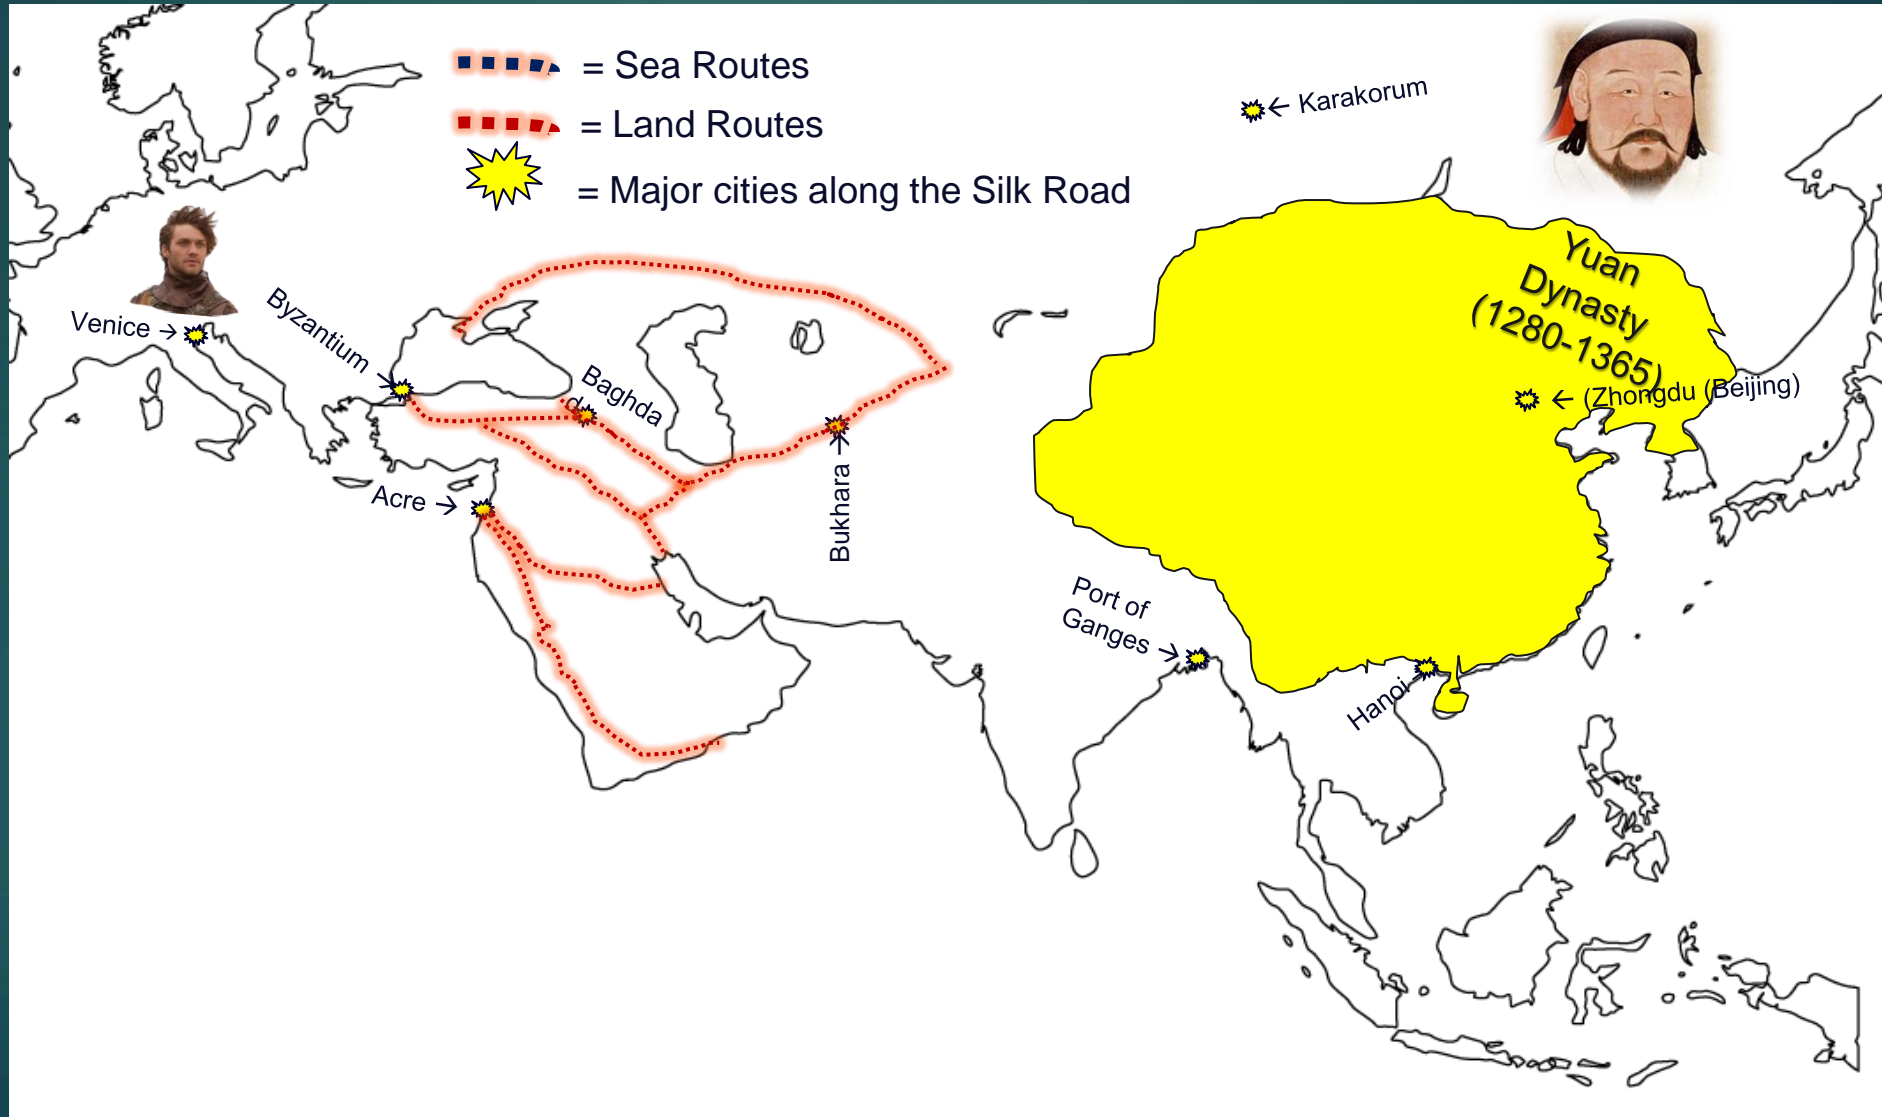 = Sea Routes
= Land Routes
= Major cities along the Silk Road
← Karakorum
Yuan
Dynasty
(1280-1365)
Venice →
Byzantium →
Baghda
d
← (Zhongdu (Beijing)
Acre →
Bukhara →
Port of
Ganges →
Hanoi →